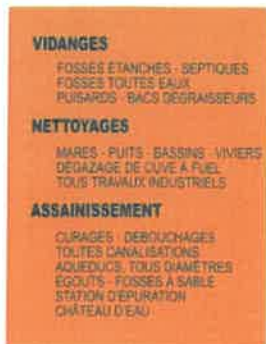 VIDANGES
FOSSES ÉTANCHES - SEPTIQUES
FOSSES TOUTES EAUX
PUISARDS - BACS DÉGRAISSEURS
NETTOYAGES
MARES - PUITS - BASSINS - VIVIERS
DÉGAZAGE DE CUVE A FUEL
TOUS TRAVAUX INDUSTRIELS
ASSAINISSEMENT
CURAGES - DÉBOUCHAGES
TOUTES CANALISATIONS
AQUEDUCS, TOUS DIAMÈTRES
ÉGOUTS - FOSSES À SABLE
STATION D'ÉPURATION
CHÂTEAU D'EAU